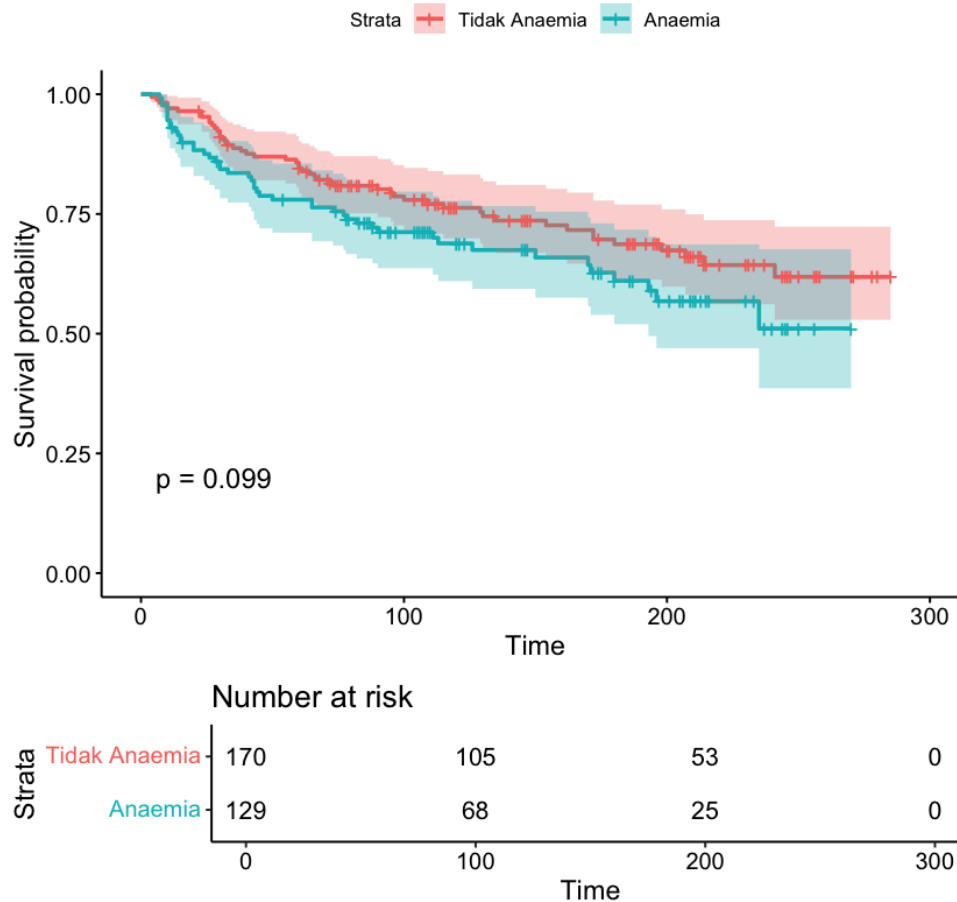 Strata Tidak Anaemia Anaemia
1.00
0.75
0.50
0.25
0.00
Survival probability
p = 0.099
0 100 200 300
Time
Number at risk
Strata
Tidak Anaemia 170 105 53 0
Anaemia 129 68 25 0
0 100 200 300
Time